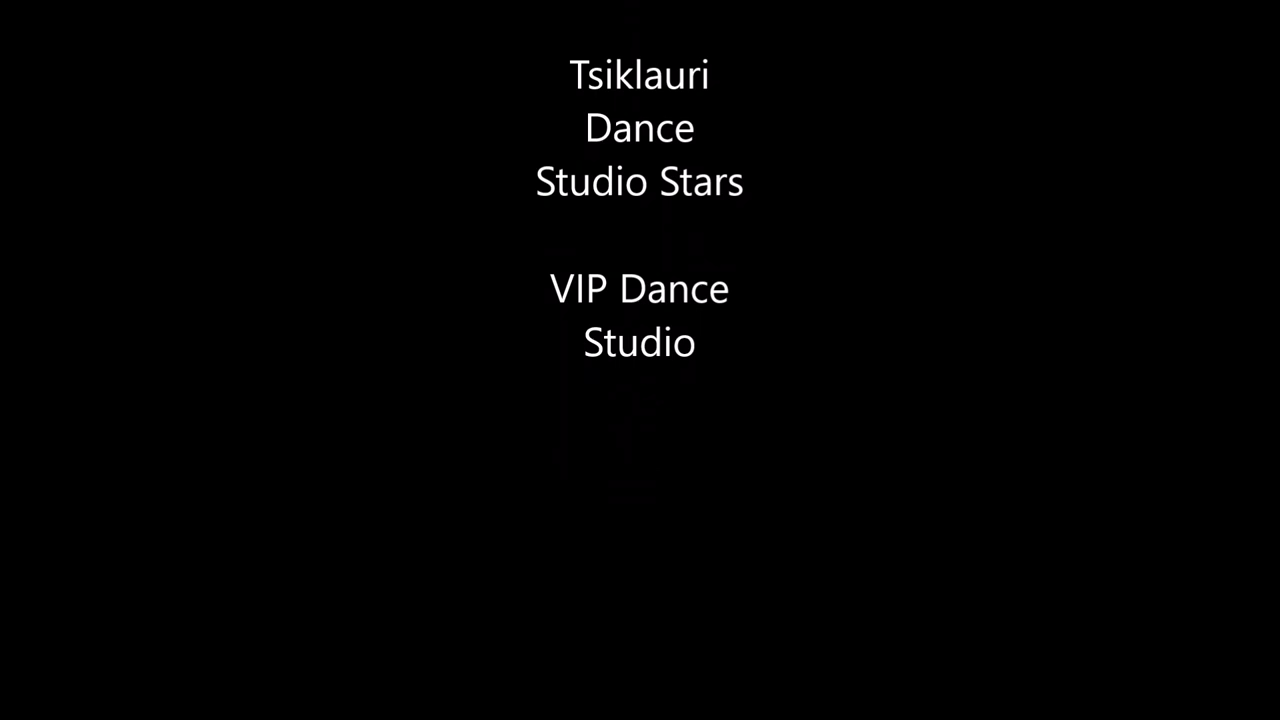 Tsiklauri
Dance
Studio Stars
VIP Dance
Studio